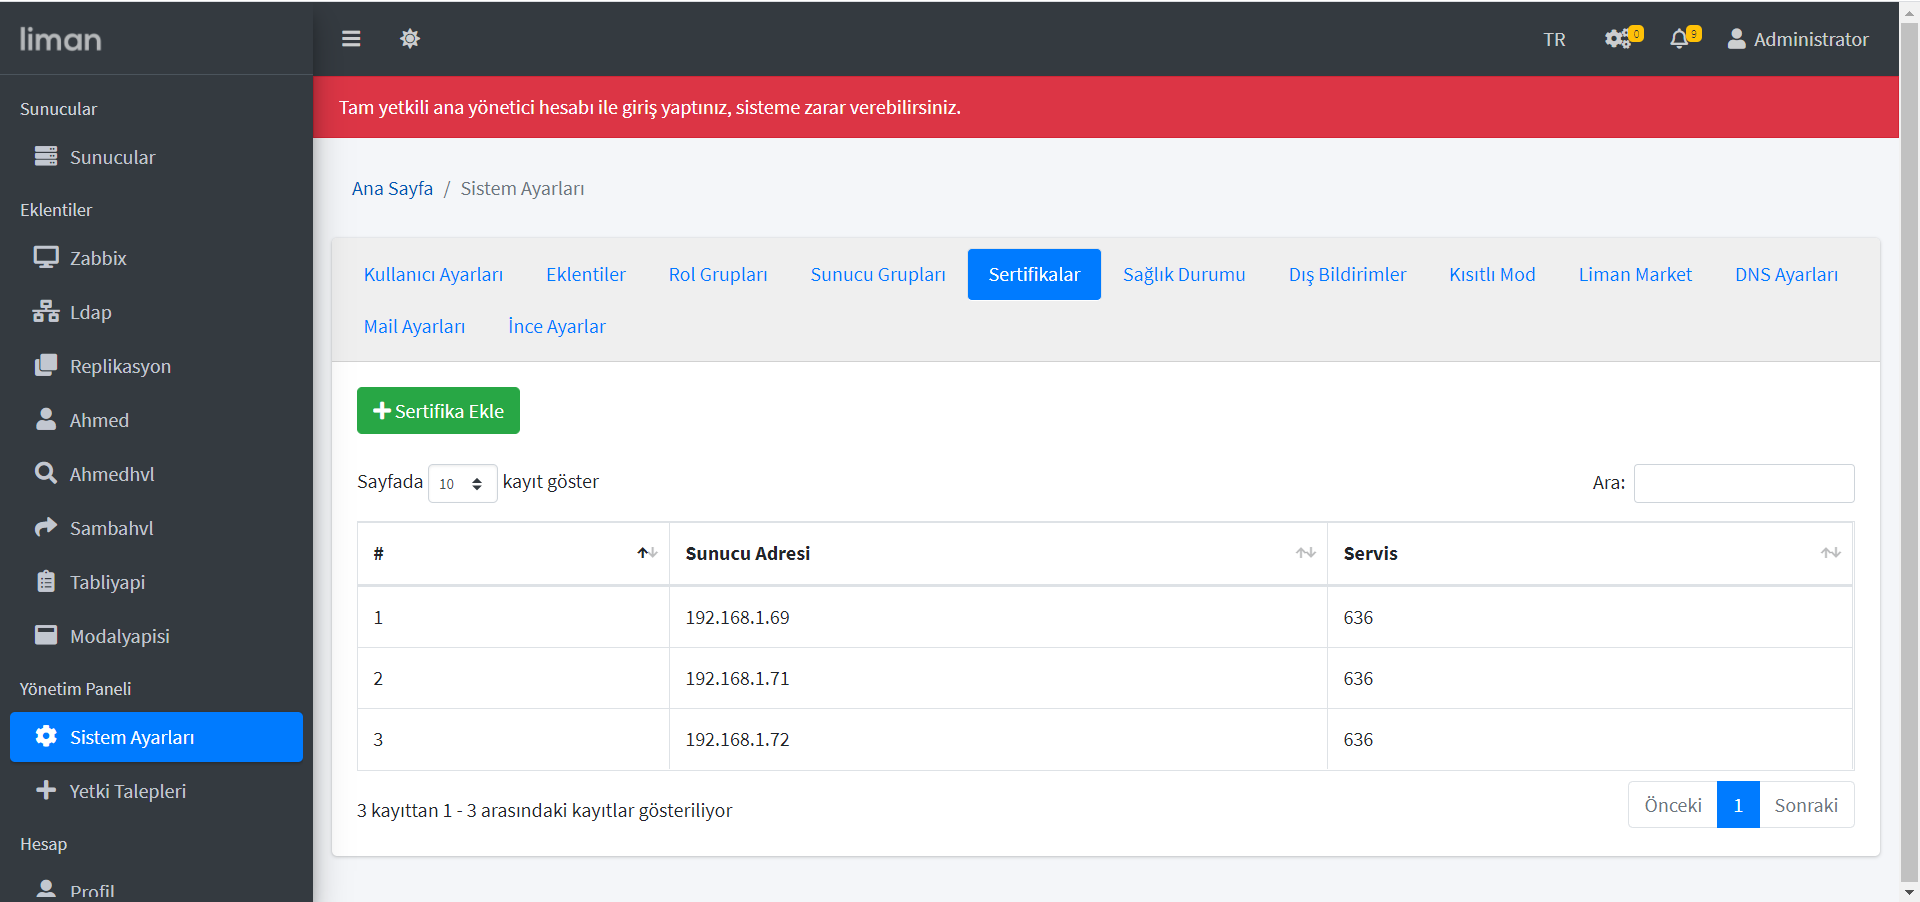 liman
TR
0
9
Administrator
Tam yetkili ana yönetici hesabı ile giriş yaptınız, sisteme zarar verebilirsiniz.
Sunucular
Sunucular
Eklentiler
Zabbix
Ldap
Replikasyon
Ahmed
Ahmedhvl
Sambahvl
Tabliyapi
Modalyapisi
Yönetim Paneli
Sistem Ayarları
Yetki Talepleri
Hesap
Profil
Ana Sayfa / Sistem Ayarları
Kullanıcı Ayarları Eklentiler Rol Grupları Sunucu Grupları Sertifikalar Sağlık Durumu Dış Bildirimler Kısıtlı Mod Liman Market DNS Ayarları
Mail Ayarları İnce Ayarlar
Sertifika Ekle
Sayfada 10 kayıt göster
Ara:
# Sunucu Adresi Servis
1 192.168.1.69 636
2 192.168.1.71 636
3 192.168.1.72 636
3 kayıttan 1 - 3 arasındaki kayıtlar gösteriliyor
Önceki 1 Sonraki